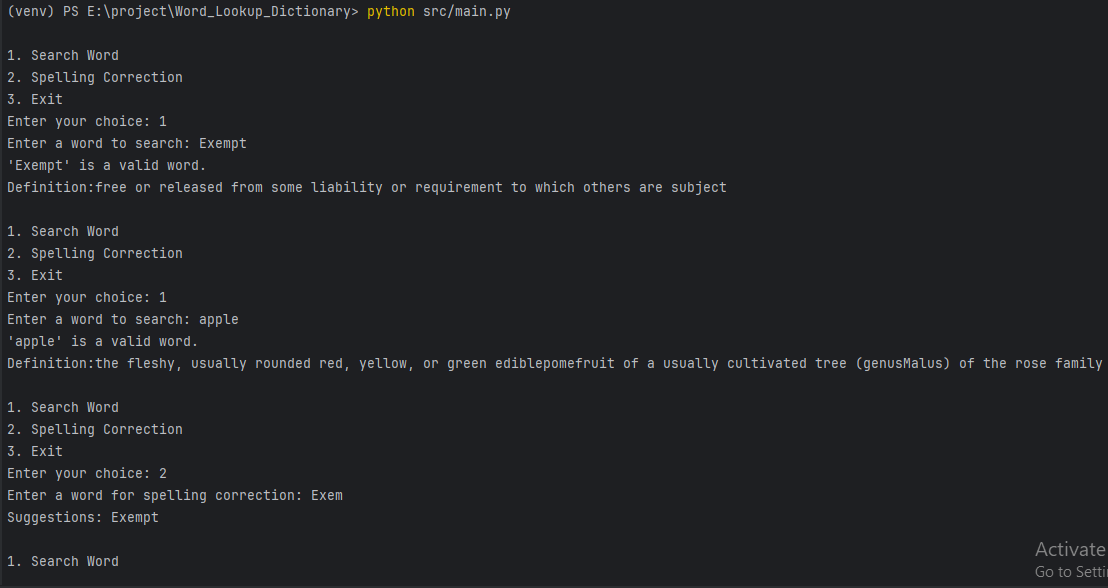 (venv) PS E:\project\Word_Lookup_Dictionary> python src/main.py
1. Search Word
2. Spelling Correction
3. Exit
Enter your choice: 1
Enter a word to search: Exempt
'Exempt' is a valid word.
Definition:free or released from some liability or requirement to which others are subject
1. Search Word
2. Spelling Correction
3. Exit
Enter your choice: 1
Enter a word to search: apple
'apple' is a valid word.
Definition:the fleshy, usually rounded red, yellow, or green ediblepomefruit of a usually cultivated tree (genusMalus) of the rose family
1. Search Word
2. Spelling Correction
3. Exit
Enter your choice: 2
Enter a word for spelling correction: Exem
Suggestions: Exempt
1. Search Word
Activate
Go to Setti